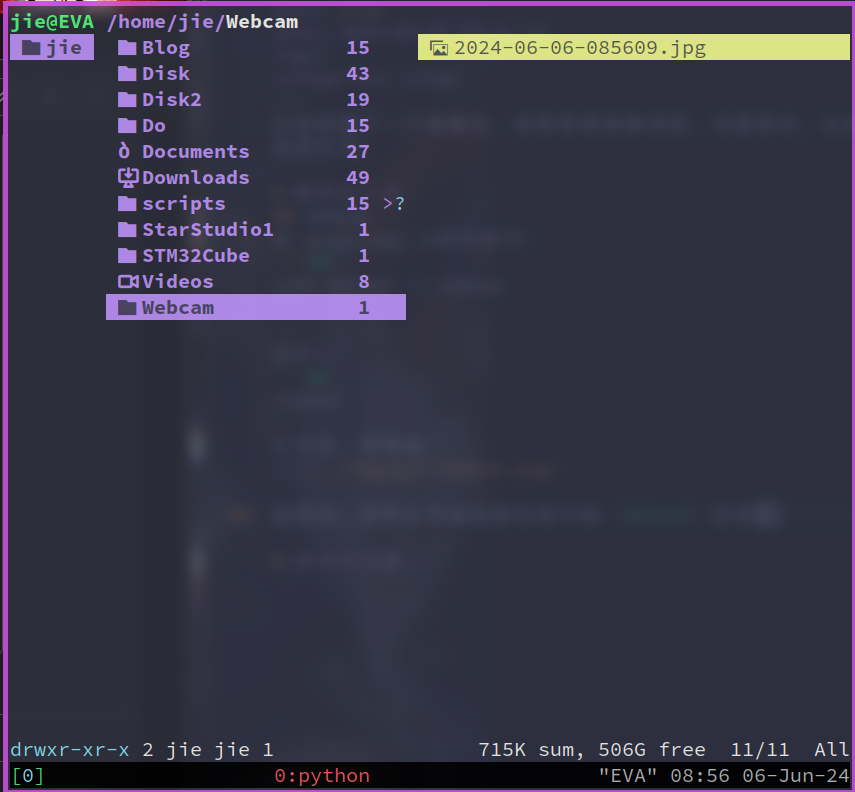 jie@EVA /home/jie/Webcam
jie
Blog 15
Disk 43
Disk2 19
Do 15
Documents 27
Downloads 49
scripts 15 >?
StarStudio1 1
STM32Cube 1
Videos 8
Webcam 1
2024-06-06-085609.jpg
drwxr-xr-x 2 jie jie 1 715K sum, 506G free 11/11 All
[0] 0:python "EVA" 08:56 06-Jun-24